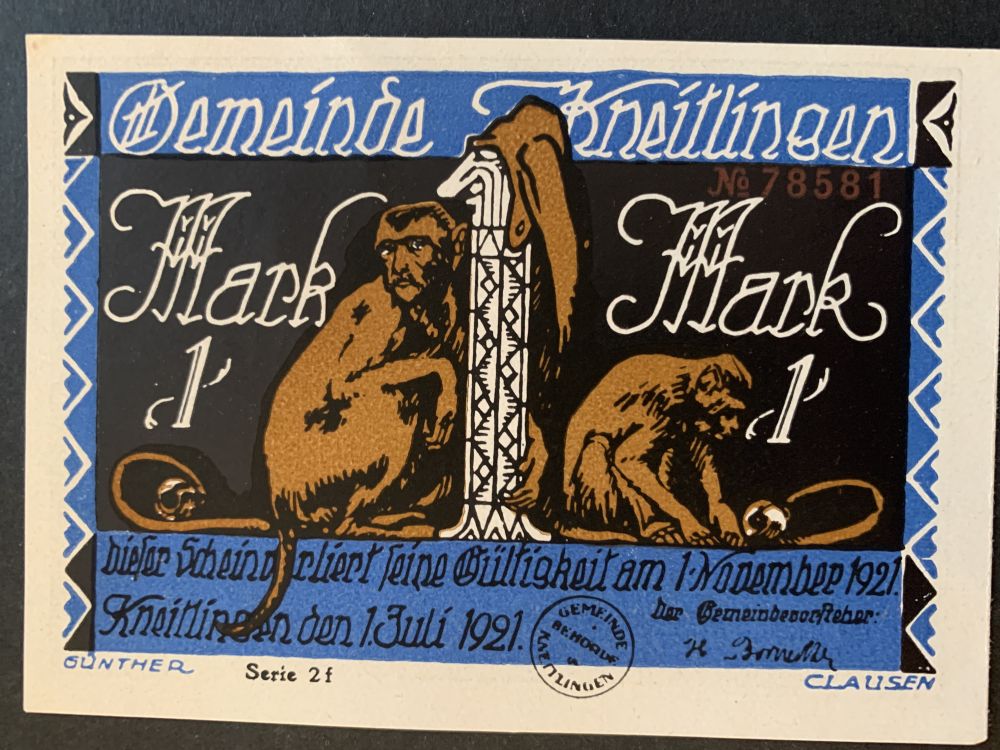 Gemeinde Kneitlingen
№ 78581
Mark Mark
1 1
Dieser Schein verliert seine Gültigkeit am 1. November 1921.
Kneitlingen den 1. Juli 1921.
Der Gemeindevorsteher:
GEMEINDE
BEHÖRDE
KNEITLINGEN
GÜNTHER
Serie 2f
CLAUSEN